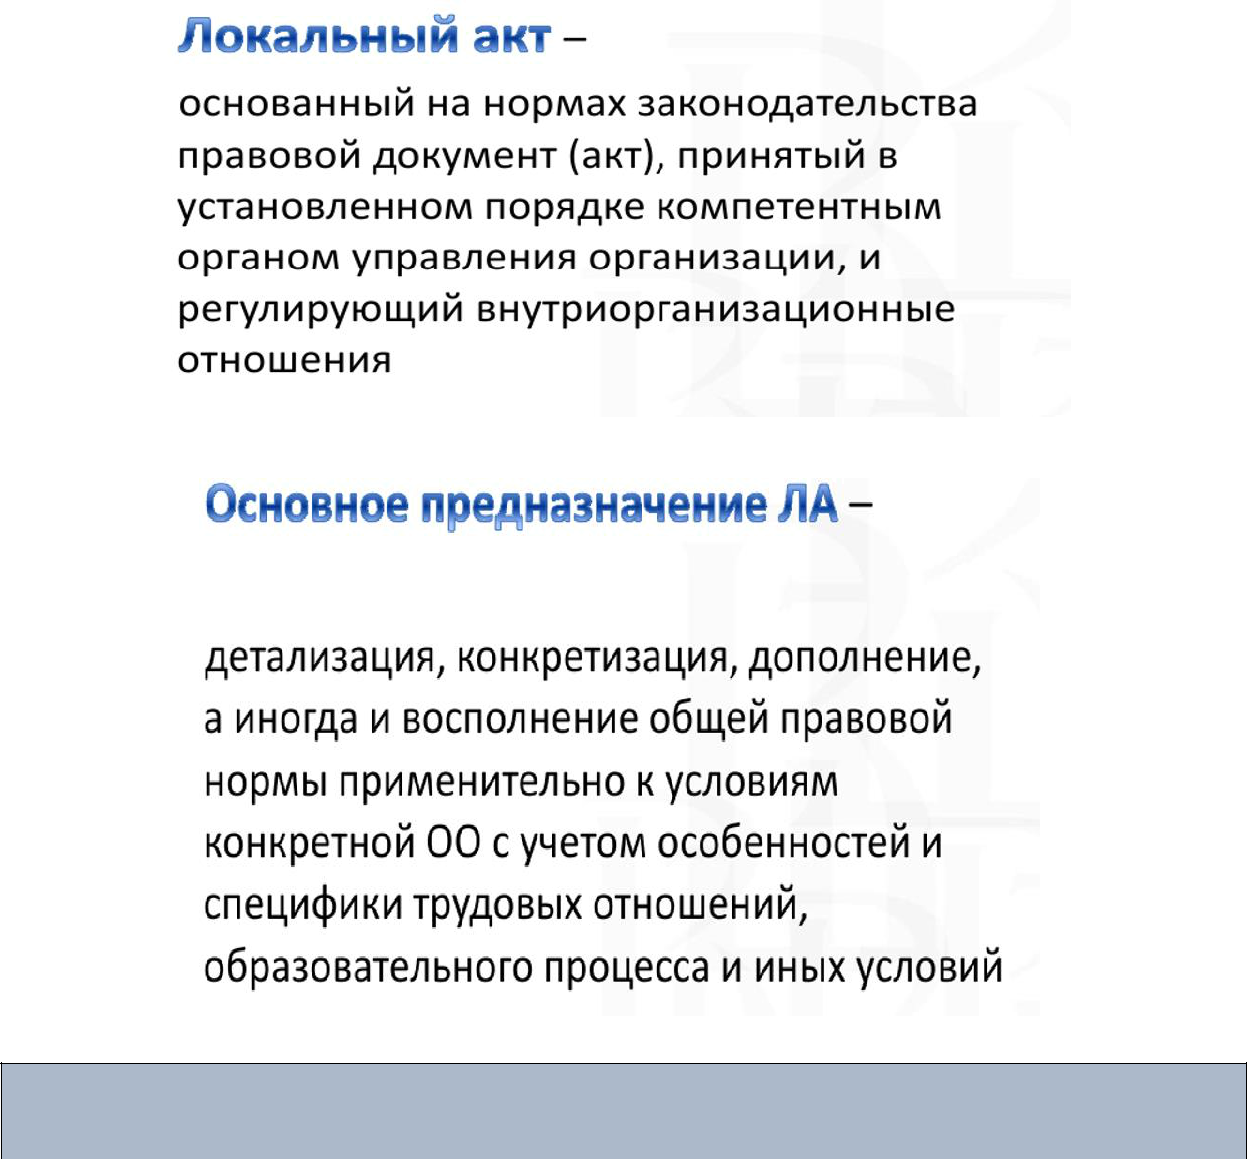 Локальный акт –
основанный на нормах законодательства
правовой документ (акт), принятый в
установленном порядке компетентным
органом управления организации, и
регулирующий внутриорганизационные
отношения
Основное предназначение ЛА –
детализация, конкретизация, дополнение,
а иногда и восполнение общей правовой
нормы применительно к условиям
конкретной ОО с учетом особенностей и
специфики трудовых отношений,
образовательного процесса и иных условий